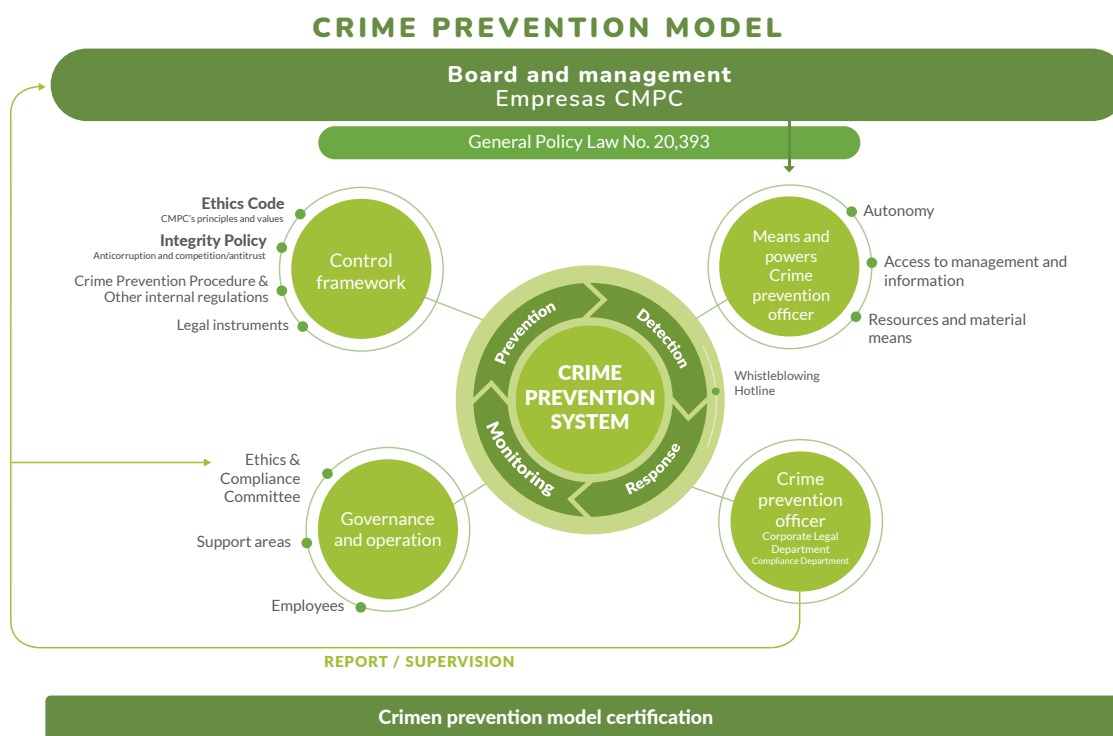 CRIME PREVENTION MODEL
Board and management
Empresas CMPC
General Policy Law No. 20,393
Ethics Code
CMPC's principles and values
Integrity Policy
Anticorruption and competition/antitrust
Crime Prevention Procedure &
Other internal regulations
Legal instruments
Control
framework
Means and
powers
Crime
prevention
officer
Autonomy
Access to management and
information
Resources and material
means
Prevention
Detection
Response
Monitoring
CRIME
PREVENTION
SYSTEM
Whistleblowing
Hotline
Ethics &
Compliance
Committee
Support areas
Employees
Governance
and operation
Crime
prevention
officer
Corporate Legal
Department
Compliance Department
REPORT / SUPERVISION
Crimen prevention model certification